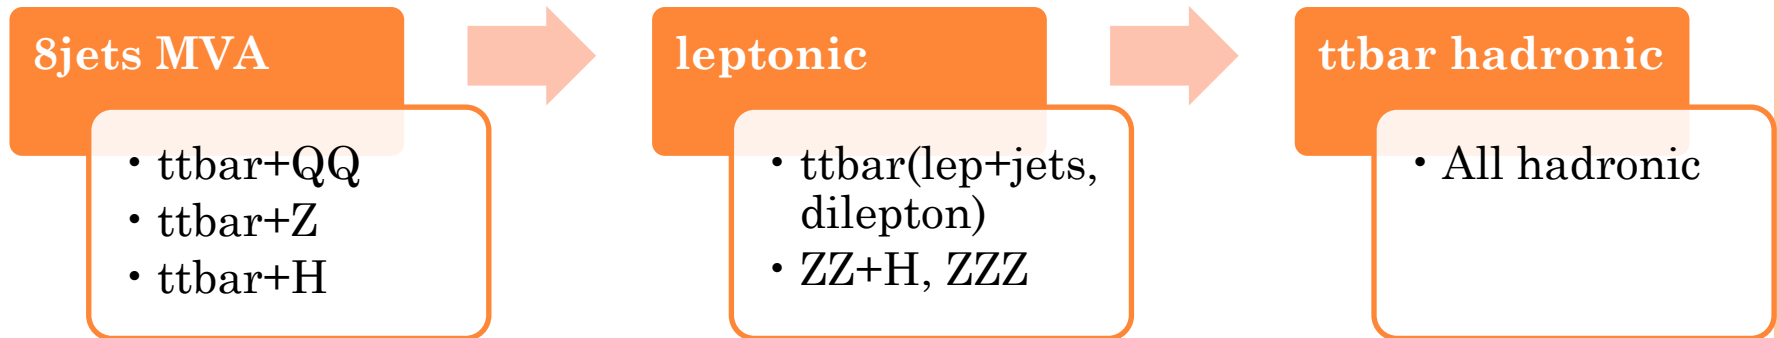 8jets MVA
• ttbar+QQ
• ttbar+Z
• ttbar+H
leptonic
• ttbar(lep+jets,
dilepton)
• ZZ+H, ZZZ
ttbar hadronic
• All hadronic